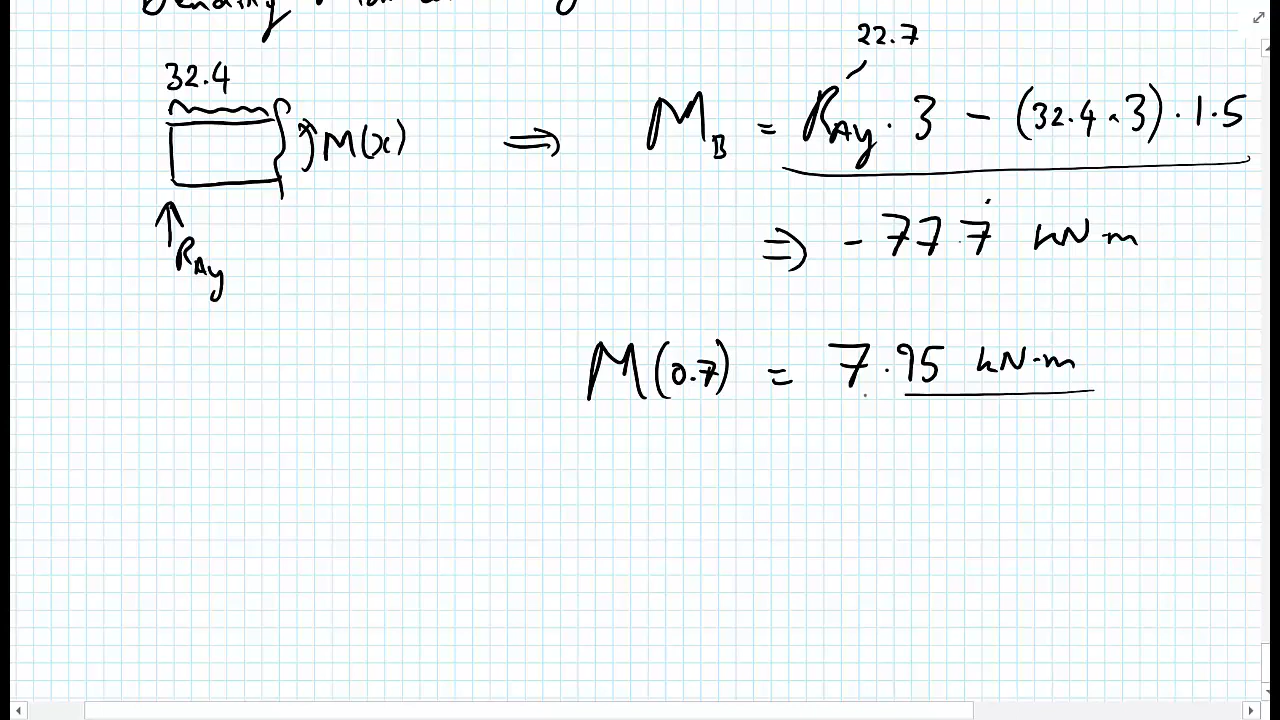 Bending
22.7
32.4
M(x) ⇒ M_B = R_Ay · 3 - (32.4 × 3) · 1.5
R_Ay
⇒ -77.7 kN·m
M(0.7) = 7.95 kN·m